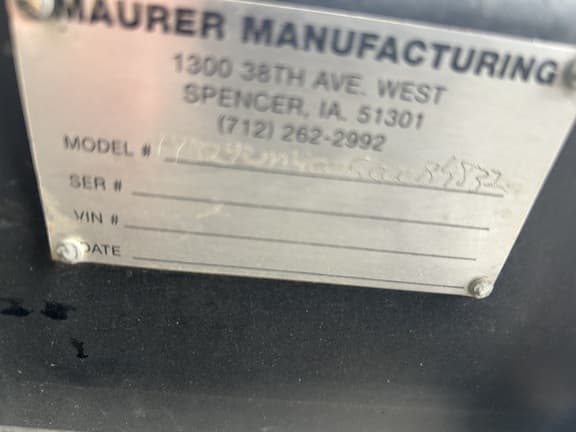 MAURER MANUFACTURING
1300 38TH AVE. WEST
SPENCER, IA. 51301
(712) 262-2992
MODEL #
SER #
VIN #
DATE